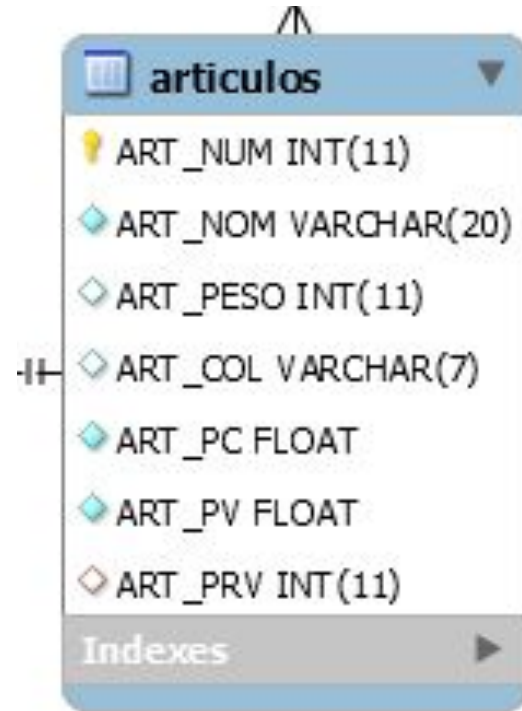 articulos
ART_NUM INT(11)
ART_NOM VARCHAR(20)
ART_PESO INT(11)
ART_COL VARCHAR(7)
ART_PC FLOAT
ART_PV FLOAT
ART_PRV INT(11)
Indexes